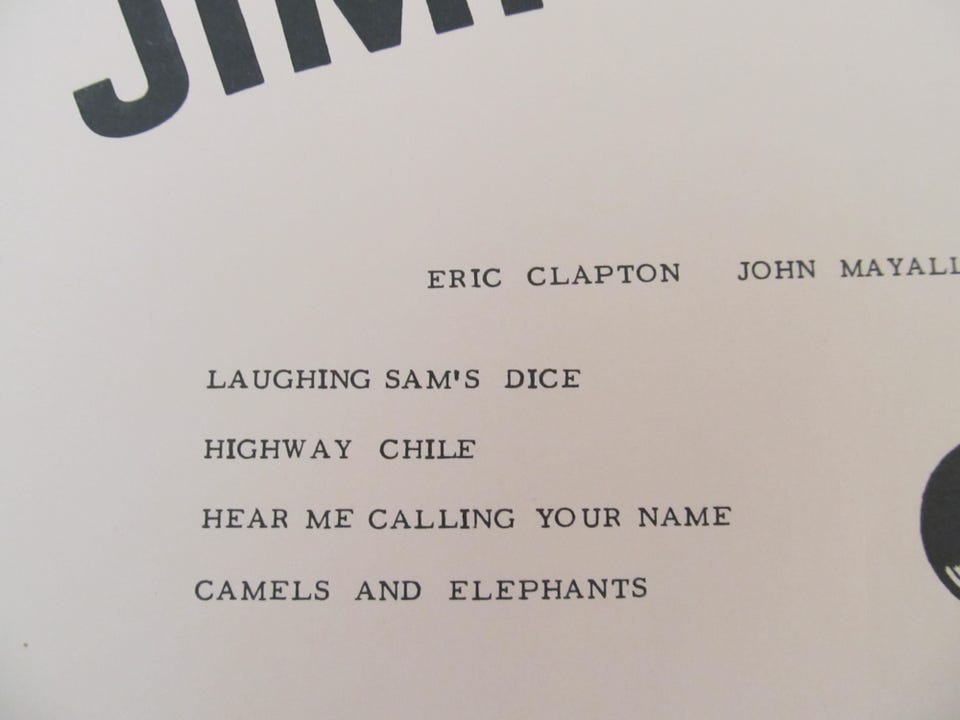 JIM
ERIC CLAPTON JOHN MAYALL
LAUGHING SAM'S DICE
HIGHWAY CHILE
HEAR ME CALLING YOUR NAME
CAMELS AND ELEPHANTS